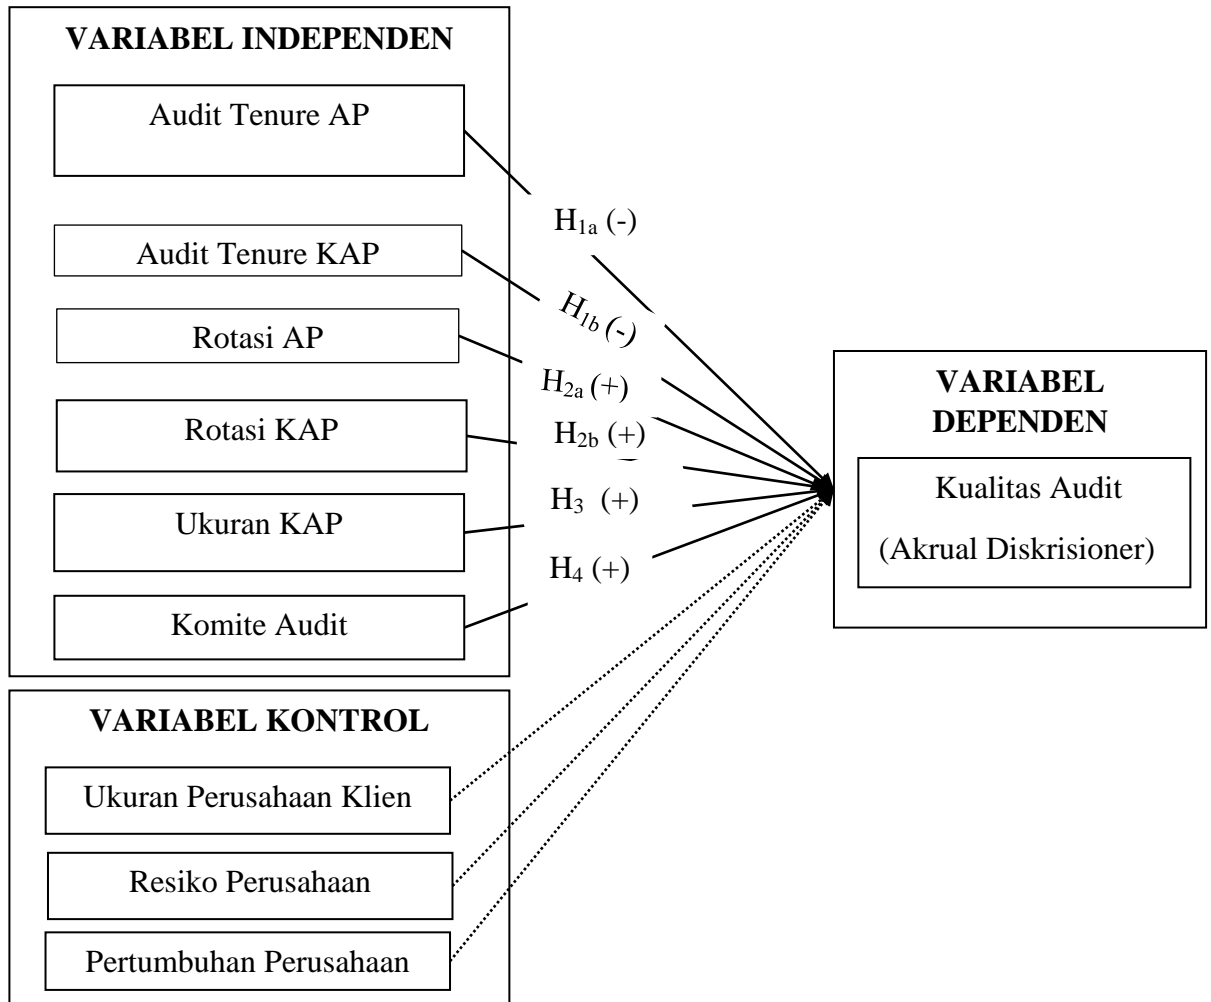 VARIABEL INDEPENDEN
Audit Tenure AP
Audit Tenure KAP
Rotasi AP
Rotasi KAP
Ukuran KAP
Komite Audit
H1a (-)
H1b (-)
H2a (+)
H2b (+)
H3 (+)
H4 (+)
VARIABEL
DEPENDEN
Kualitas Audit
(Akrual Diskrisioner)
VARIABEL KONTROL
Ukuran Perusahaan Klien
Resiko Perusahaan
Pertumbuhan Perusahaan